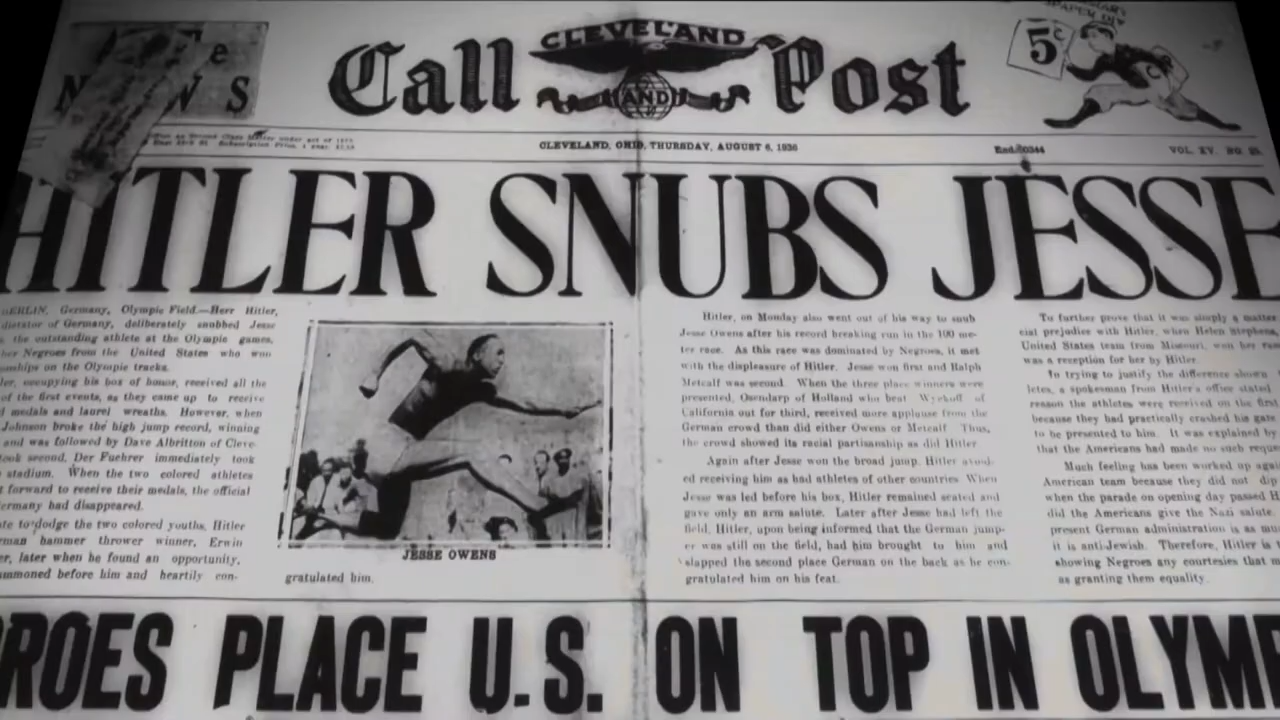 e
N W S
CLEVELAND
Call AND Post
5¢
CLEVELAND, OHIO, THURSDAY, AUGUST 6, 1936
VOL. XV.
HITLER SNUBS JESSE
BERLIN, Germany, Olympic Field.—Herr Hitler,
dictator of Germany, deliberately snubbed Jesse
the outstanding athlete at the Olympic games,
her Negroes from the United States who won
onships on the Olympic tracks.
ler, occupying his box of honor, received all the
of the first events, as they came up to receive
d medals and laurel wreaths. However, when
Johnson broke the high jump record, winning
and was followed by Dave Albritton of Cleve-
took second, Der Fuehrer immediately took
stadium. When the two colored athletes
forward to receive their medals, the official
ermany had disappeared.
te to dodge the two colored youths, Hitler
rman hammer thrower winner, Erwin
er, later when he found an opportunity,
ummoned before him and heartily con-
JESSE OWENS
gratulated him.
Hitler, on Monday also went out of his way to snub
Jesse Owens after his record breaking run in the 100 me-
ter race. As this race was dominated by Negroes, it met
with the displeasure of Hitler. Jesse won first and Ralph
Metcalf was second. When the three place winners were
presented, Osendarp of Holland who beat Wyckoff of
California out for third, received more applause from the
German crowd than did either Owens or Metcalf. Thus,
the crowd showed its racial partisanship as did Hitler.
Again after Jesse won the broad jump, Hitler avoid-
ed receiving him as had athletes of other countries. When
Jesse was led before his box, Hitler remained seated and
gave only an arm salute. Later after Jesse had left the
field, Hitler, upon being informed that the German jump-
er was still on the field, had him brought to him and
slapped the second place German on the back as he con-
gratulated him on his feat.
To further prove that it was simply a matter
cial prejudice with Hitler, when Helen Stephens,
United States team from Missouri, won her
was a reception for her by Hitler.
In trying to justify the difference shown
letes, a spokesman from Hitler's office stated
reason the athletes were received on the first
because they had practically crashed his gate
to be presented to him. It was explained by
that the Americans had made no such reque
Much feeling has been worked up again
American team because they did not dip
when the parade on opening day passed H
did the Americans give the Nazi salute.
present German administration is as mu
it is anti-Jewish. Therefore, Hitler is
showing Negroes any courtesies that m
as granting them equality.
ROES PLACE U.S. ON TOP IN OLYMP